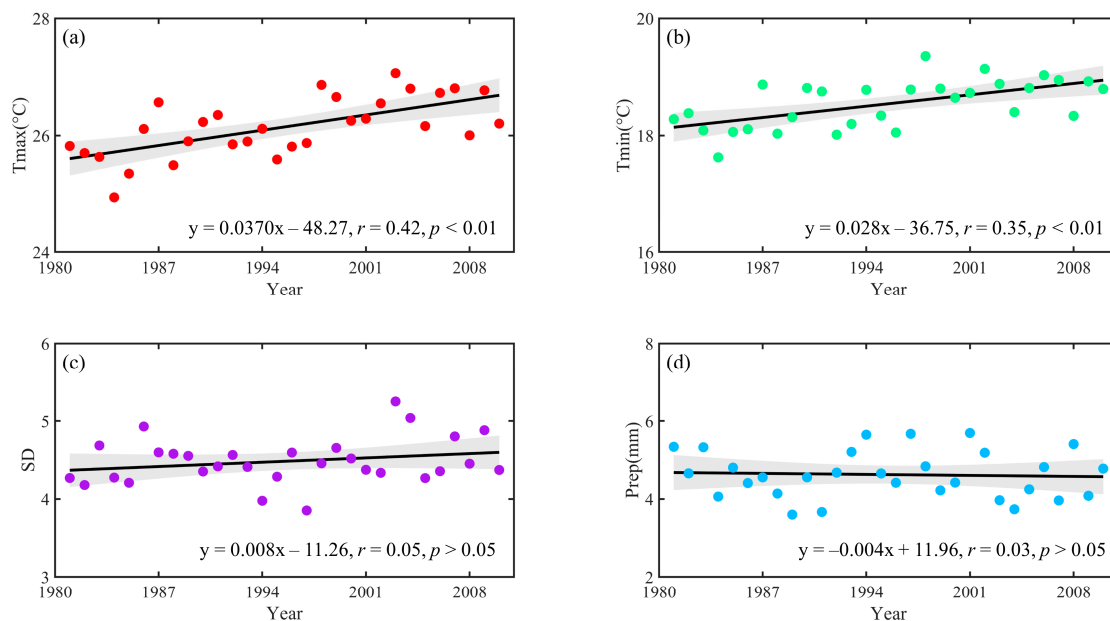 (a)
Tmax(°C)
28
26
24
1980
1987
1994
2001
2008
Year
y = 0.0370x – 48.27, r = 0.42, p < 0.01
(b)
Tmin(°C)
20
18
16
1980
1987
1994
2001
2008
Year
y = 0.028x – 36.75, r = 0.35, p < 0.01
(c)
SD
6
5
4
3
1980
1987
1994
2001
2008
Year
y = 0.008x – 11.26, r = 0.05, p > 0.05
(d)
Prep(mm)
8
6
4
2
1980
1987
1994
2001
2008
Year
y = –0.004x + 11.96, r = 0.03, p > 0.05